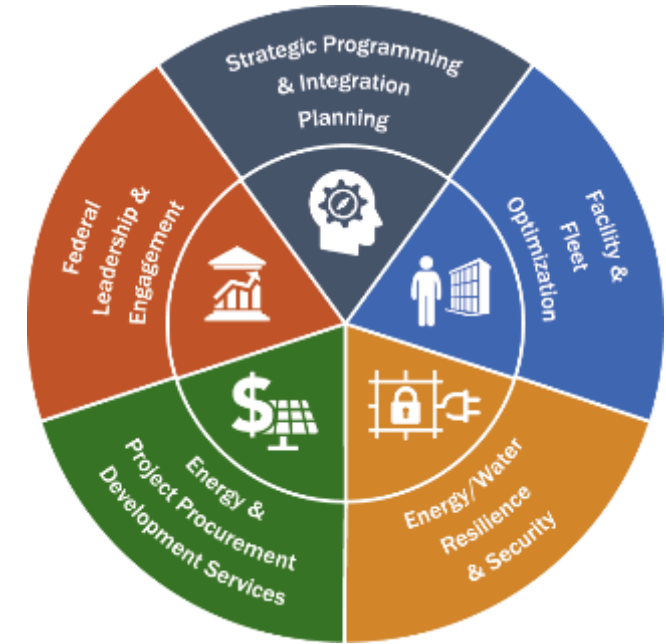 Strategic Programming
& Integration
Planning
Facility &
Fleet
Optimization
Energy/Water
Resilience
& Security
Energy &
Project Procurement
Development Services
Federal
Leadership &
Engagement
$